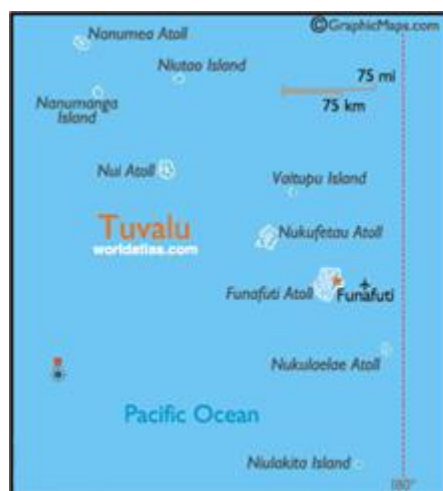 ©GraphicMaps.com
Nanumea Atoll
Niutao Island
75 mi
75 km
Nanumanga
Island
Nui Atoll
Vaitupu Island
Tuvalu
worldatlas.com
Nukufetau Atoll
Funafuti Atoll
Funafuti
Nukulaelae Atoll
Pacific Ocean
Niulakita Island
180°